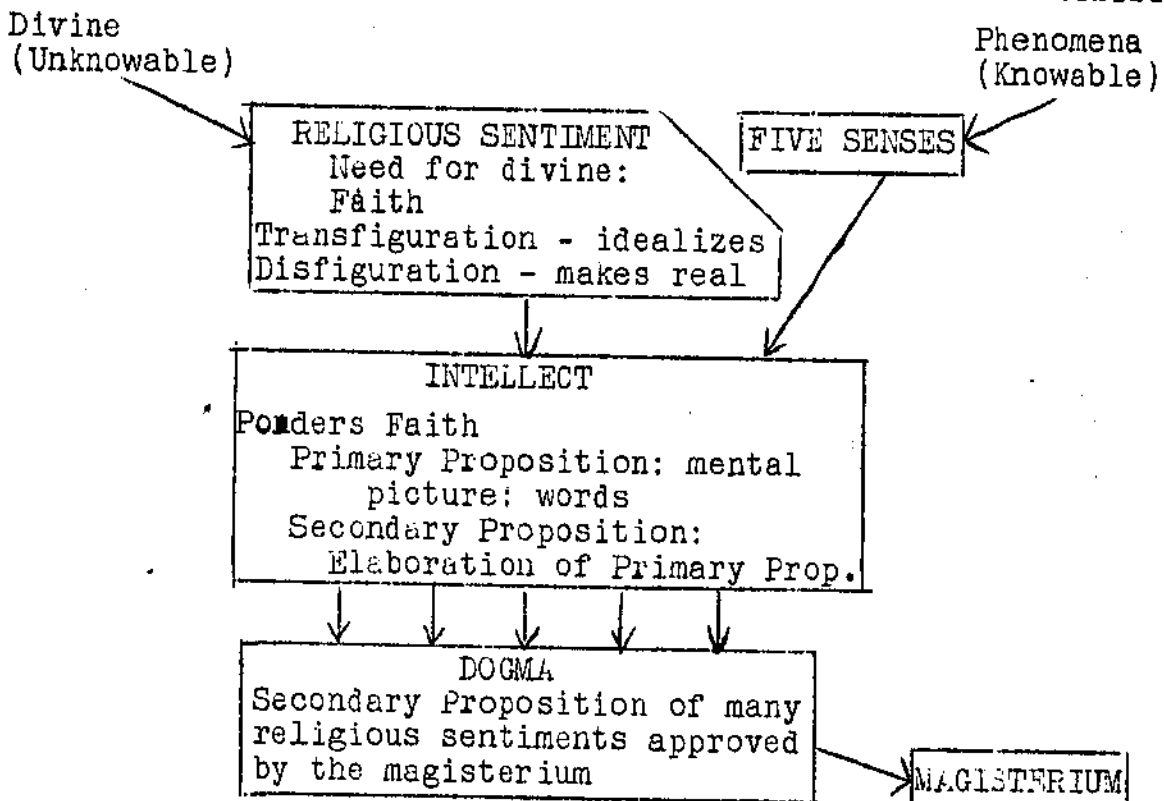 Divine
(Unknowable)
Phenomena
(Knowable)
RELIGIOUS SENTIMENT
Need for divine:
Faith
Transfiguration - idealizes
Disfiguration - makes real
FIVE SENSES
INTELLECT
Ponders Faith
Primary Proposition: mental
picture: words
Secondary Proposition:
Elaboration of Primary Prop.
DOGMA
Secondary Proposition of many
religious sentiments approved
by the magisterium
MAGISTERIUM